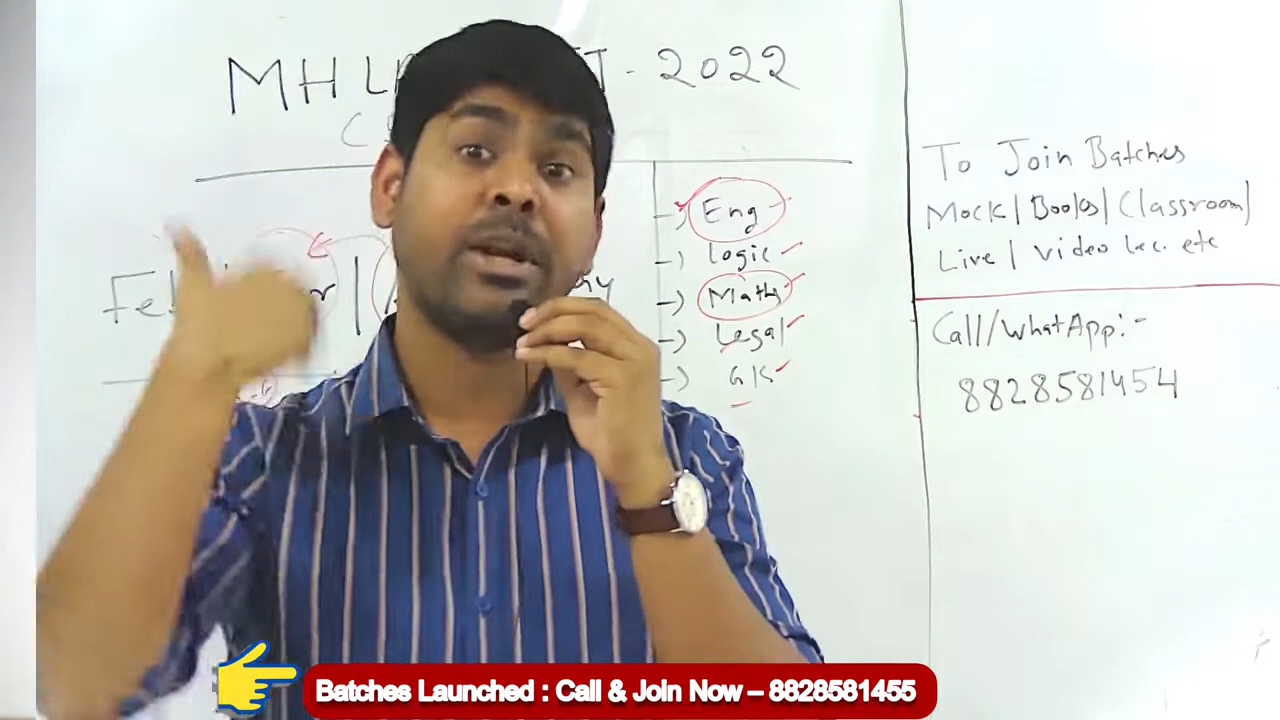 MH - 2022
Eng
logic
Maths
Legal
GK
To Join Batches
Mock/Books/Classroom/
Live/ video lec. etc
Call/WhatApp:-
8828581454
Batches Launched : Call & Join Now – 8828581455